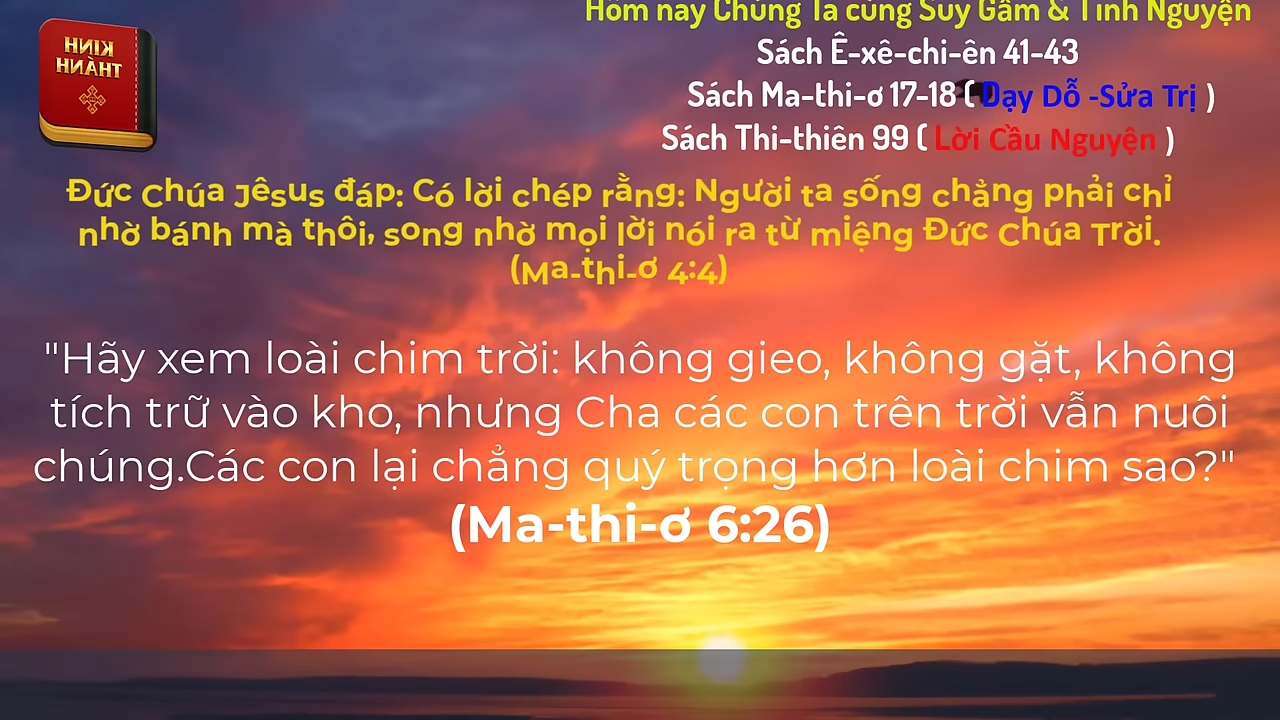 KINH
THÀNH
Hôm nay Chúng Ta cùng Suy Gẫm & Tĩnh Nguyện
Sách Ê-xê-chi-ên 41-43
Sách Ma-thi-ơ 17-18 ( Dạy Dỗ -Sửa Trị )
Sách Thi-thiên 99 ( Lời Cầu Nguyện )
Đức Chúa Jêsus đáp: Có lời chép rằng: Người ta sống chẳng phải chỉ
nhờ bánh mà thôi, song nhờ mọi lời nói ra từ miệng Đức Chúa Trời.
(Ma-thi-ơ 4:4)
"Hãy xem loài chim trời: không gieo, không gặt, không
tích trữ vào kho, nhưng Cha các con trên trời vẫn nuôi
chúng.Các con lại chẳng quý trọng hơn loài chim sao?"
(Ma-thi-ơ 6:26)